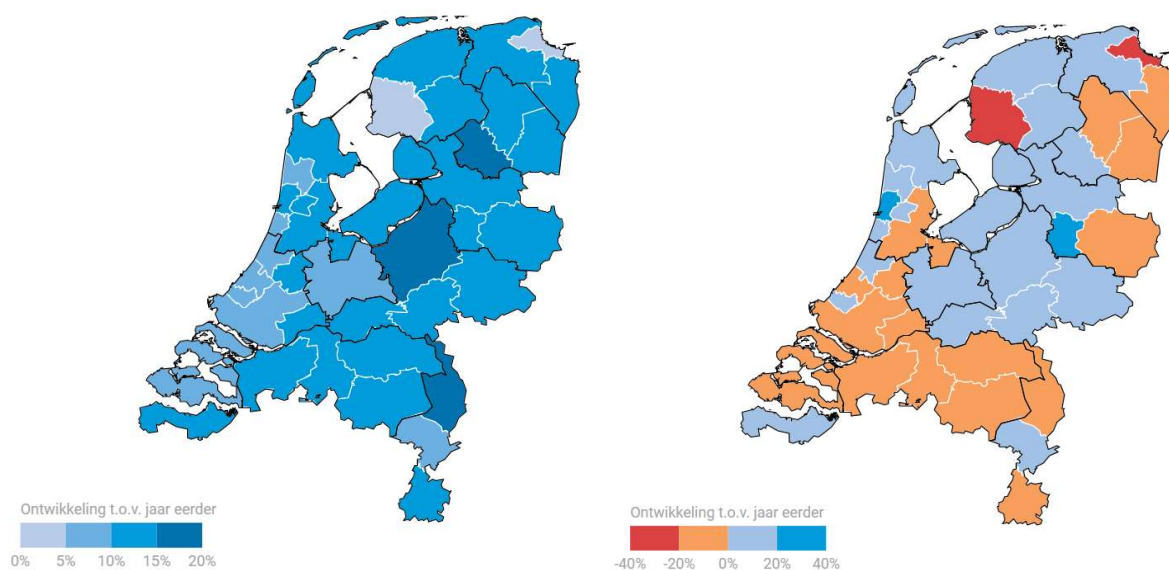 Ontwikkeling t.o.v. jaar eerder
0% 5% 10% 15% 20%
Ontwikkeling t.o.v. jaar eerder
-40% -20% 0% 20% 40%